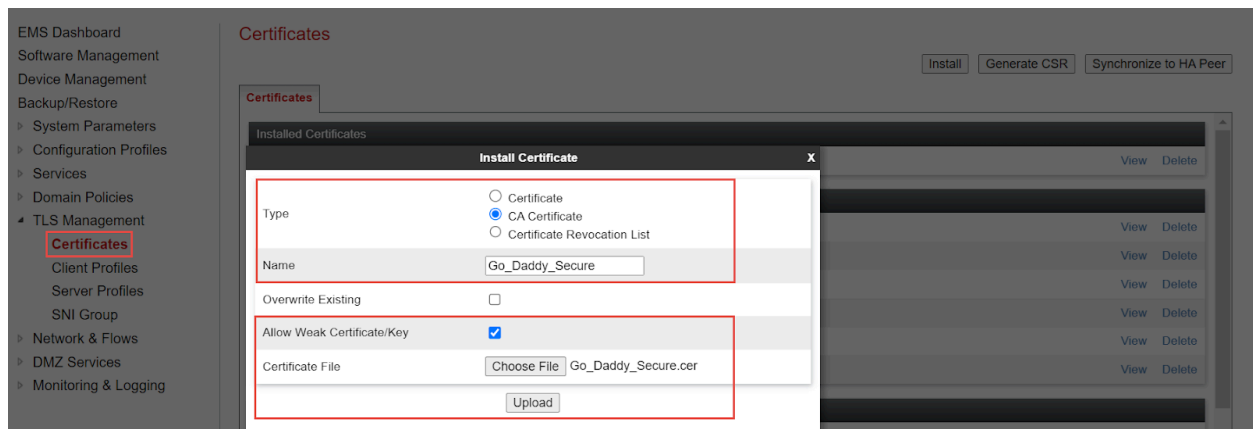 EMS Dashboard
Software Management
Device Management
Backup/Restore
System Parameters
Configuration Profiles
Services
Domain Policies
TLS Management
Certificates
Client Profiles
Server Profiles
SNI Group
Network & Flows
DMZ Services
Monitoring & Logging
Certificates
Install Generate CSR Synchronize to HA Peer
Certificates
Installed Certificates
View Delete
View Delete
View Delete
View Delete
View Delete
View Delete
View Delete
Install Certificate X
Type
Certificate
CA Certificate
Certificate Revocation List
Name Go_Daddy_Secure
Overwrite Existing
Allow Weak Certificate/Key
Certificate File Choose File Go_Daddy_Secure.cer
Upload